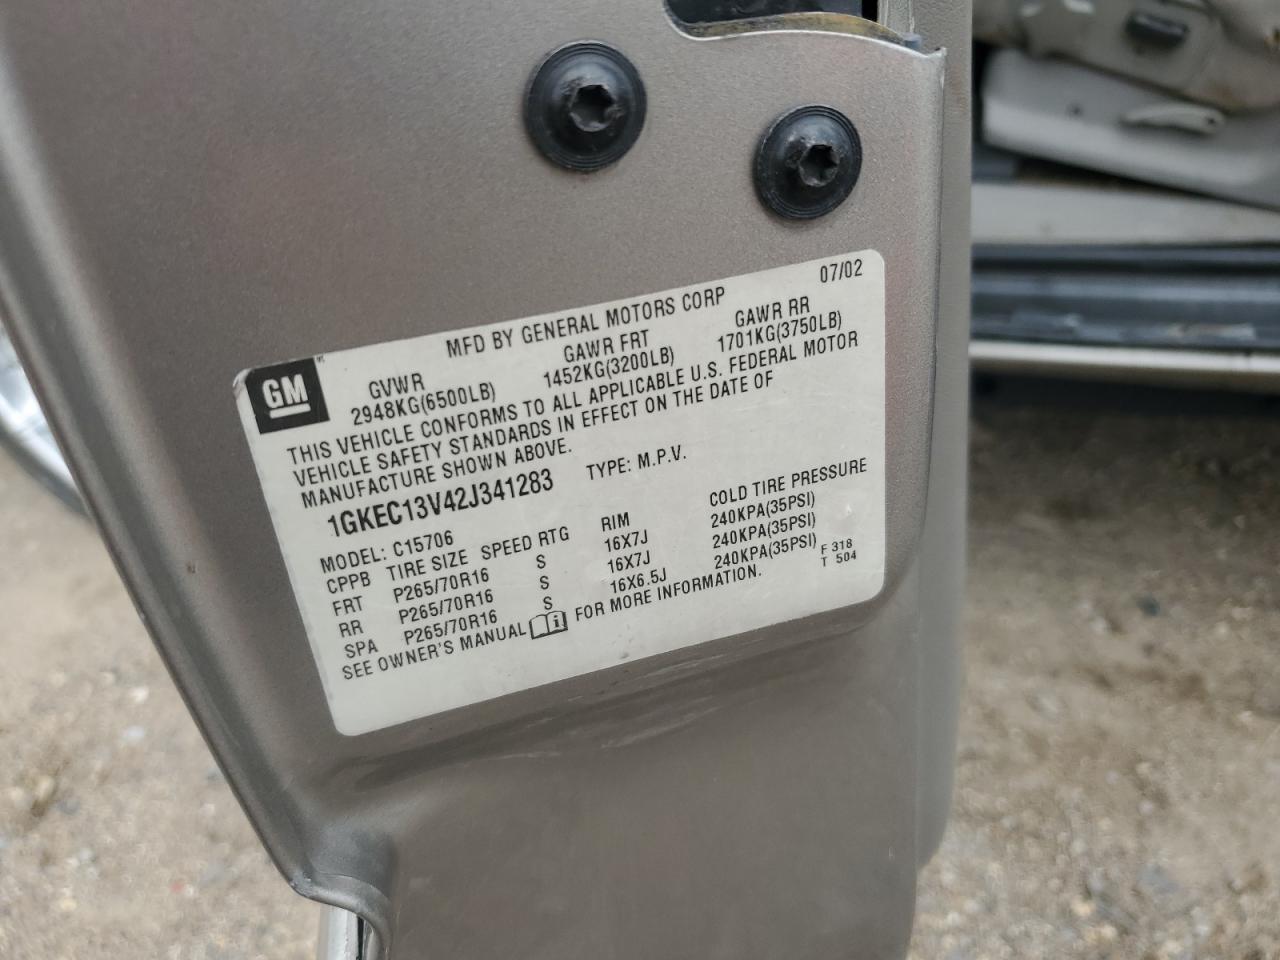 07/02
MFD BY GENERAL MOTORS CORP
GM
GVWR GAWR FRT GAWR RR
2948KG(6500LB) 1452KG(3200LB) 1701KG(3750LB)
THIS VEHICLE CONFORMS TO ALL APPLICABLE U.S. FEDERAL MOTOR
VEHICLE SAFETY STANDARDS IN EFFECT ON THE DATE OF
MANUFACTURE SHOWN ABOVE.
1GKEC13V42J341283 TYPE: M.P.V.
MODEL: C15706
CPPB TIRE SIZE SPEED RTG RIM COLD TIRE PRESSURE
FRT P265/70R16 S 16X7J 240KPA(35PSI)
RR P265/70R16 S 16X7J 240KPA(35PSI)
SPA P265/70R16 S 16X6.5J 240KPA(35PSI)
SEE OWNER'S MANUAL FOR MORE INFORMATION.
F 318
T 504